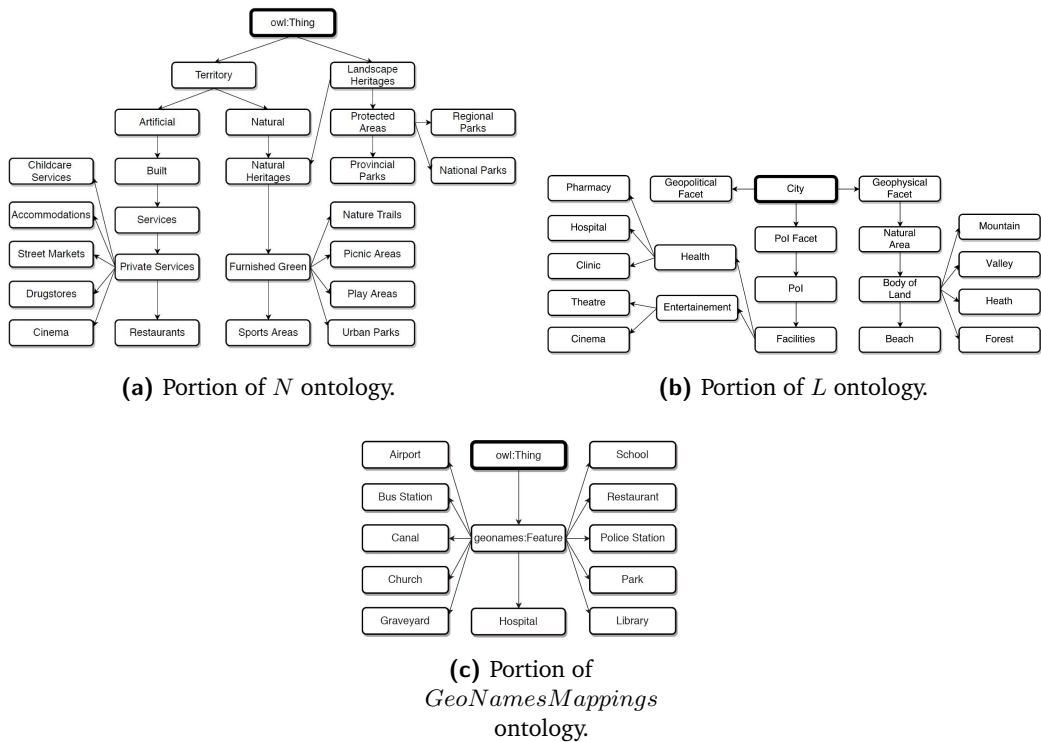 owl:Thing
Territory
Landscape
Heritages
Artificial
Natural
Protected
Areas
Regional
Parks
Childcare
Services
Built
Natural
Heritages
Provincial
Parks
National Parks
Accommodations
Services
Nature Trails
Street Markets
Private Services
Furnished Green
Picnic Areas
Drugstores
Play Areas
Cinema
Restaurants
Sports Areas
Urban Parks
(a) Portion of N ontology.
Pharmacy
Geopolitical
Facet
City
Geophysical
Facet
Hospital
PoI Facet
Natural
Area
Mountain
Clinic
Health
Valley
Theatre
Entertainement
PoI
Body of
Land
Heath
Cinema
Facilities
Beach
Forest
(b) Portion of L ontology.
Airport
owl:Thing
School
Bus Station
Restaurant
Canal
geonames:Feature
Police Station
Church
Park
Graveyard
Hospital
Library
(c) Portion of
GeoNamesMappings
ontology.